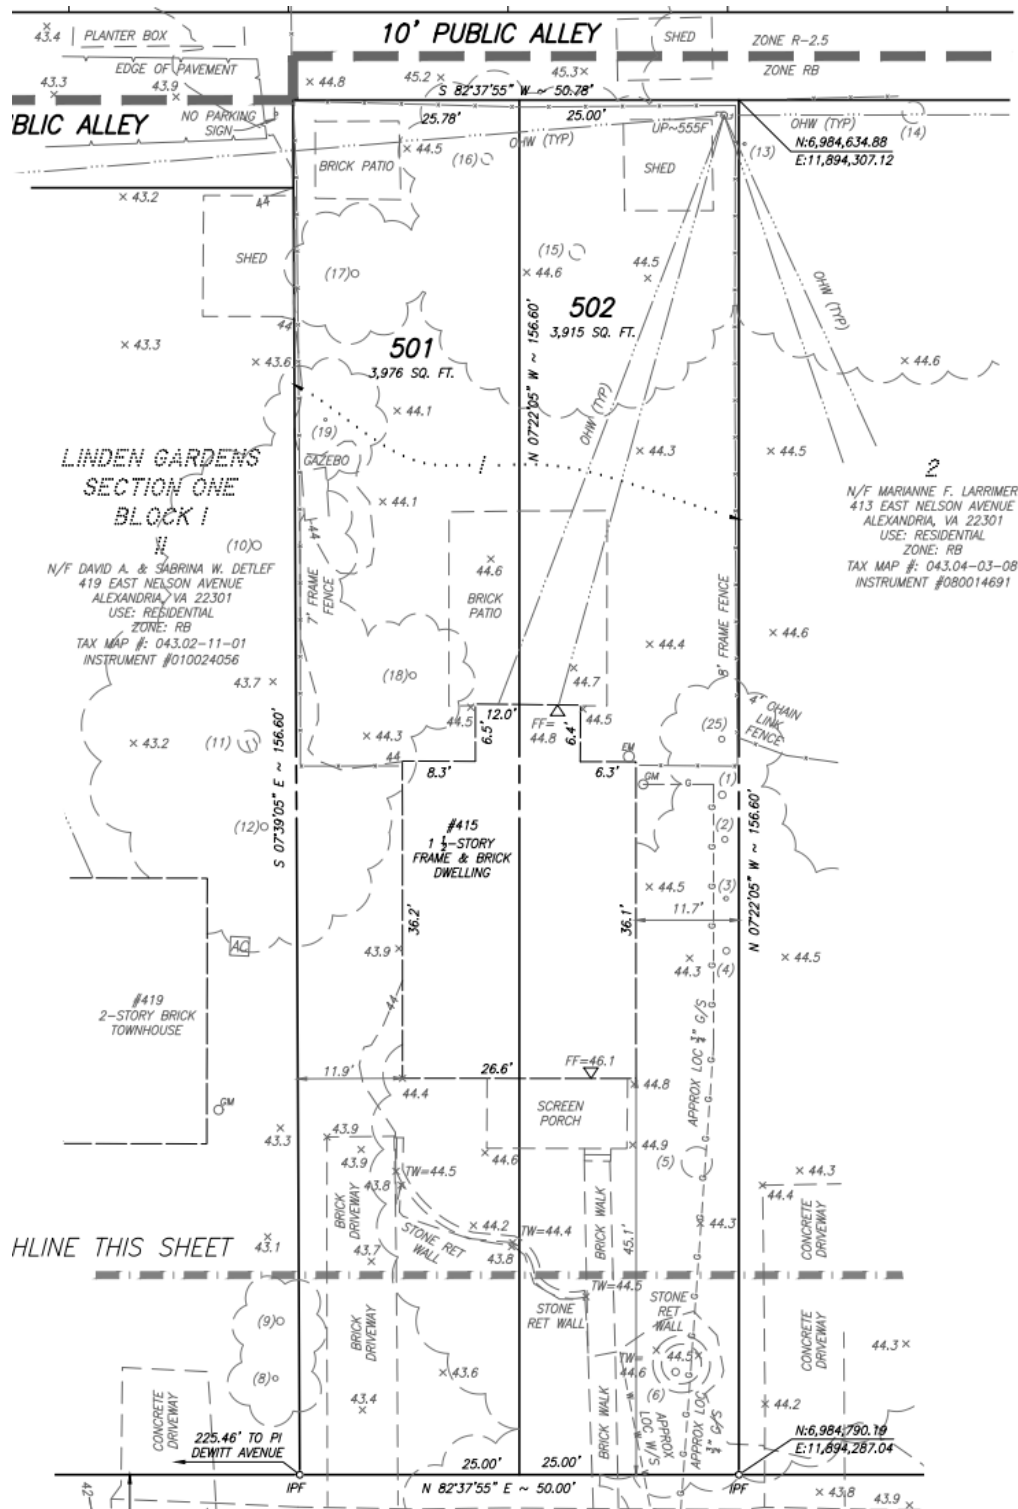 43.4
PLANTER BOX
10' PUBLIC ALLEY
SHED
ZONE R-2.5
EDGE OF PAVEMENT
ZONE RB
43.3
43.9
44.8
45.2
45.3
S 82°37'55" W ~ 50.78'
NO PARKING
SIGN
BLIC ALLEY
25.78'
25.00'
UP~555F
OHW (TYP)
OHW (TYP)
(14)
N:6,984,634.88
E:11,894,307.12
44.5
(16)
(13)
BRICK PATIO
SHED
43.2
44
SHED
(17)
(15)
44.6
44.5
OHW (TYP)
502
3,915 SQ. FT.
44
501
3,976 SQ. FT.
N 07°22'05" W ~ 156.60'
43.3
43.6
44.6
44.1
OHW (TYP)
(19)
GAZEBO
44.3
44.5
LINDEN GARDENS
SECTION ONE
BLOCK I
11
(10)
N/F DAVID A. & SABRINA W. DETLEF
419 EAST NELSON AVENUE
ALEXANDRIA, VA 22301
USE: RESIDENTIAL
ZONE: RB
TAX MAP #: 043.02-11-01
INSTRUMENT #010024056
2
N/F MARIANNE F. LARRIMER
413 EAST NELSON AVENUE
ALEXANDRIA, VA 22301
USE: RESIDENTIAL
ZONE: RB
TAX MAP #: 043.04-03-08
INSTRUMENT #080014691
44.1
44
7' FRAME
FENCE
44.6
BRICK
PATIO
8' FRAME FENCE
44.4
44.6
43.7
(18)
44.7
44.5
12.0'
FF=
44.8
44.5
4' CHAIN
LINK
FENCE
(25)
43.2
(11)
44.3
44
6.5'
6.4'
EM
8.3'
6.3'
GM
(1)
S 07°39'05" E ~ 156.60'
N 07°22'05" W ~ 156.60'
(12)
#415
1 ½-STORY
FRAME & BRICK
DWELLING
(2)
44.5
(3)
11.7'
36.2'
36.1'
AC
43.9
44.3
(4)
44.5
44
#419
2-STORY BRICK
TOWNHOUSE
FF=46.1
26.6'
11.9'
44.4
44.8
APPROX LOC ¾" G/S
GM
SCREEN
PORCH
43.3
43.9
43.9
44.6
44.9
(5)
TW=44.5
43.8
44.3
44.4
BRICK
DRIVEWAY
STONE RET
WALL
44.2
TW=44.4
43.8
BRICK WALK
45.1'
44.3
CONCRETE
DRIVEWAY
HLINE THIS SHEET
43.1
43.7
TW=44.5
STONE
RET WALL
STONE
RET
WALL
(9)
BRICK
DRIVEWAY
TW=
44.6
44.5
CONCRETE
DRIVEWAY
44.3
(8)
43.6
(6)
43.4
44.2
CONCRETE
DRIVEWAY
BRICK WALK
APPROX
LOC W/S
APPROX LOC
¾" G/S
225.46' TO PI
DEWITT AVENUE
N:6,984,790.19
E:11,894,287.04
25.00'
25.00'
IPF
N 82°37'55" E ~ 50.00'
IPF
42
43.8
43.9